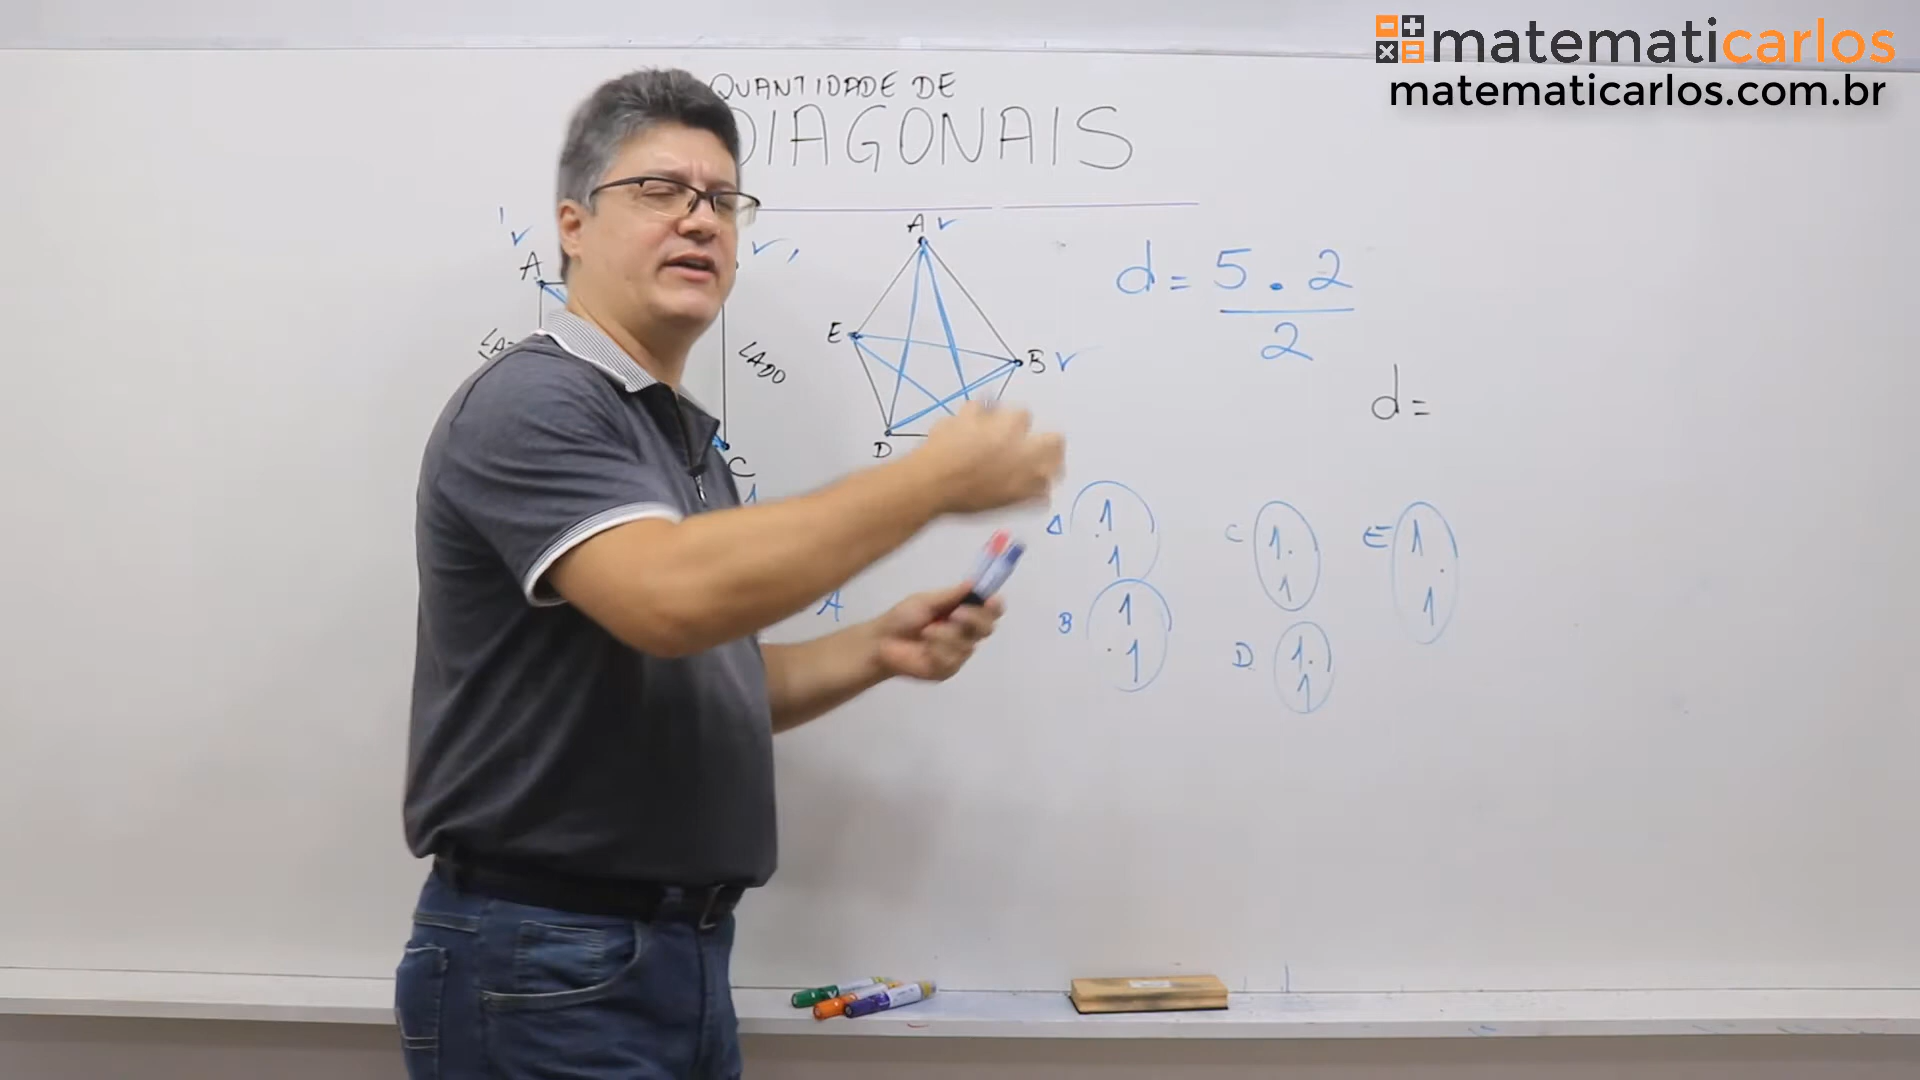 matematicarlos
matematicarlos.com.br
QUANTIDADE DE
DIAGONAIS
A
C
LADO
A
A
E
B
D
d = 5 . 2
2
d =
A 1
1
B 1
1
C 1
1
D 1
1
E 1
1